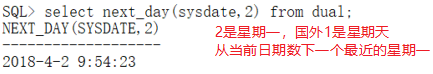 SQL> select next_day(sysdate,2) from dual;
NEXT_DAY(SYSDATE,2)
2是星期一，国外1是星期天
从当前日期数下一个最近的星期一
-------------------
2018-4-2 9:54:23